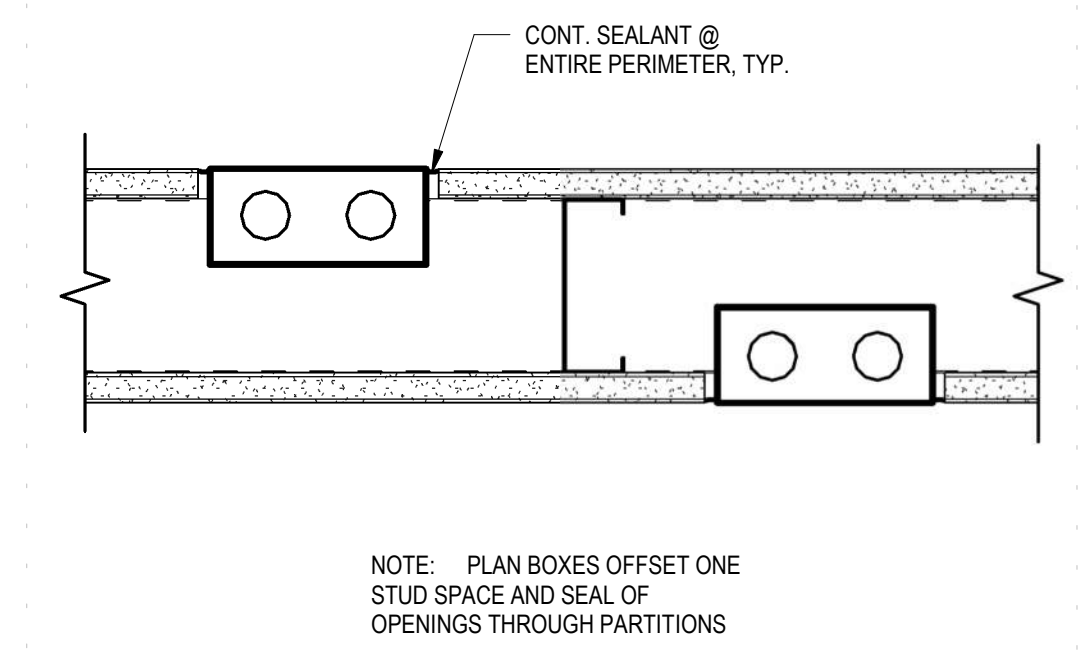 CONT. SEALANT @
ENTIRE PERIMETER, TYP.
NOTE: PLAN BOXES OFFSET ONE
STUD SPACE AND SEAL OF
OPENINGS THROUGH PARTITIONS